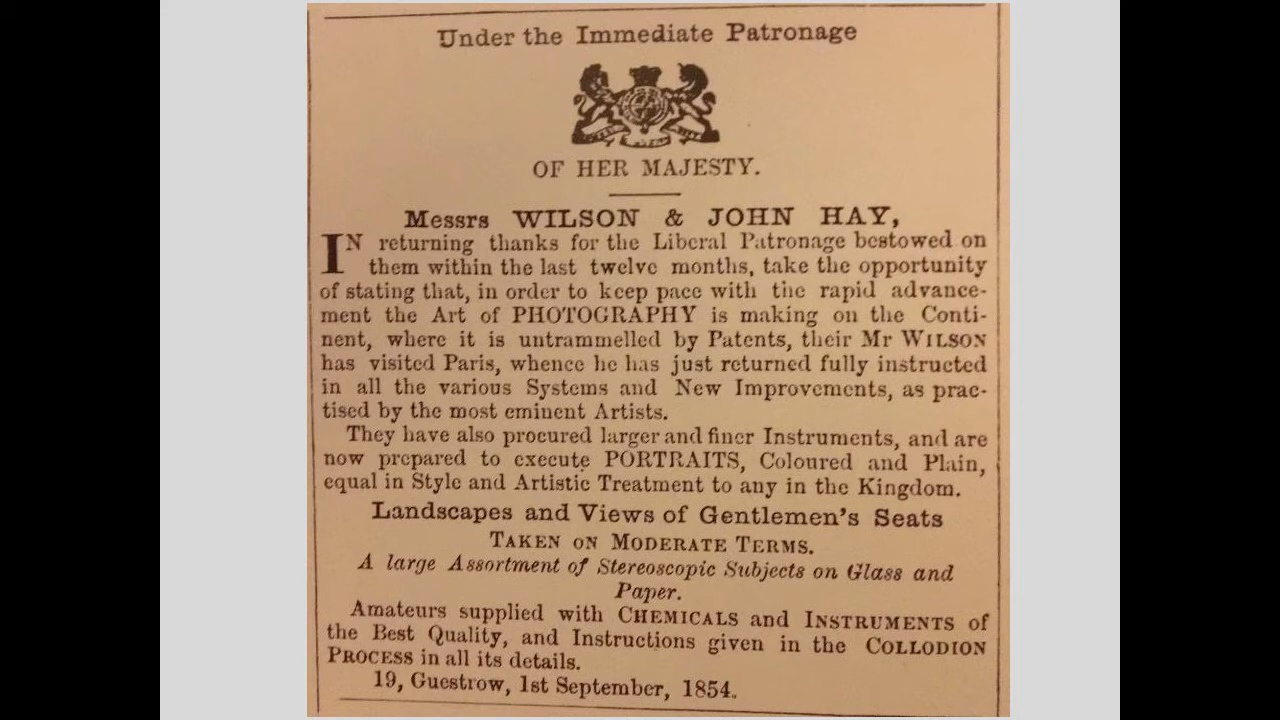 Under the Immediate Patronage
OF HER MAJESTY.
Messrs WILSON & JOHN HAY,
IN returning thanks for the Liberal Patronage bestowed on
them within the last twelve months, take the opportunity
of stating that, in order to keep pace with the rapid advance-
ment the Art of PHOTOGRAPHY is making on the Conti-
nent, where it is untrammelled by Patents, their Mr WILSON
has visited Paris, whence he has just returned fully instructed
in all the various Systems and New Improvements, as prac-
tised by the most eminent Artists.
They have also procured larger and finer Instruments, and are
now prepared to execute PORTRAITS, Coloured and Plain,
equal in Style and Artistic Treatment to any in the Kingdom.
Landscapes and Views of Gentlemen's Seats
TAKEN ON MODERATE TERMS.
A large Assortment of Stereoscopic Subjects on Glass and
Paper.
Amateurs supplied with CHEMICALS and INSTRUMENTS of
the Best Quality, and Instructions given in the COLLODION
PROCESS in all its details.
19, Guestrow, 1st September, 1854.